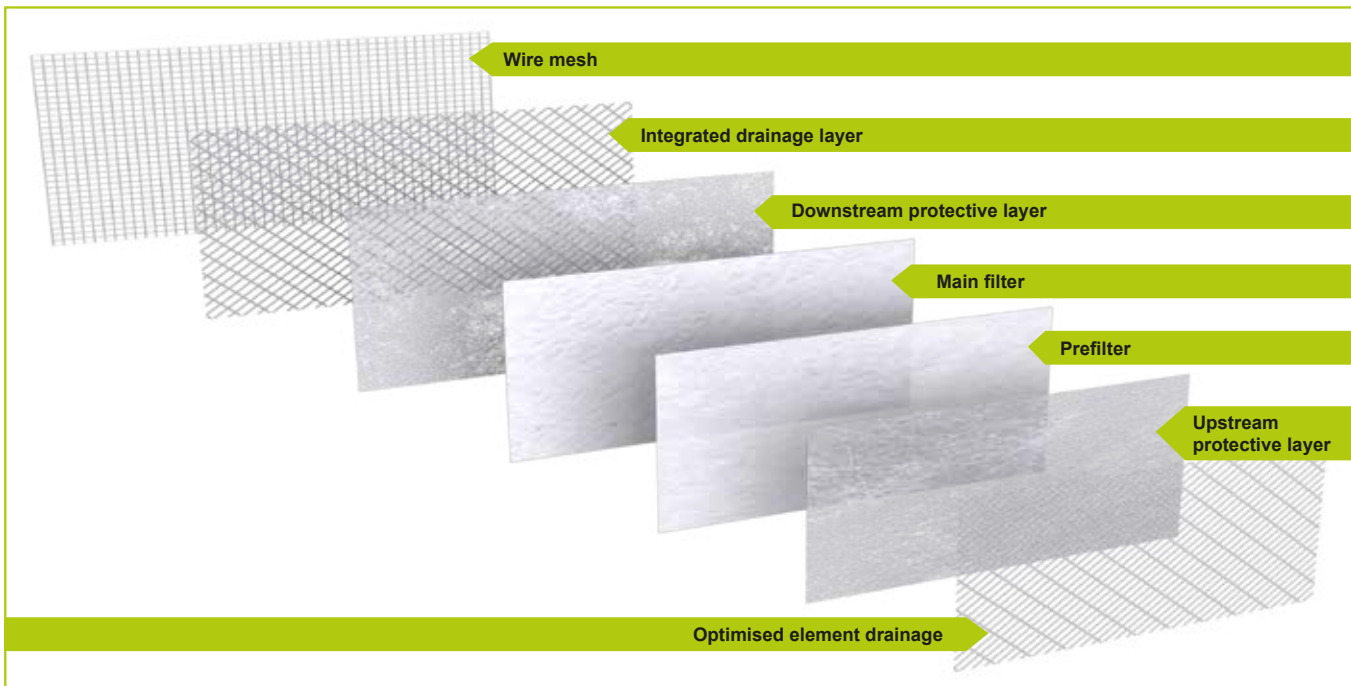 Wire mesh
Integrated drainage layer
Downstream protective layer
Main filter
Prefilter
Upstream
protective layer
Optimised element drainage